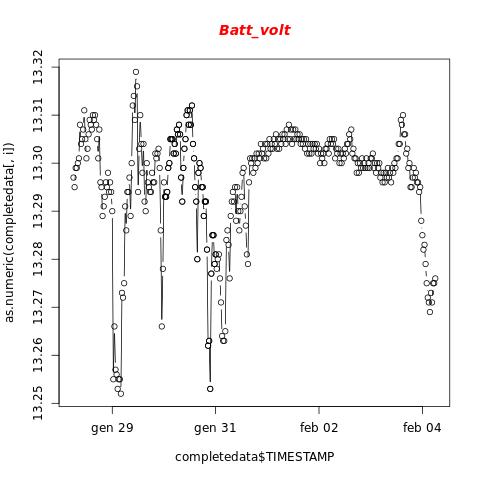 Batt_volt
as.numeric(completedata[, i])
13.32
13.31
13.30
13.29
13.28
13.27
13.26
13.25
gen 29 gen 31 feb 02 feb 04
completedata$TIMESTAMP